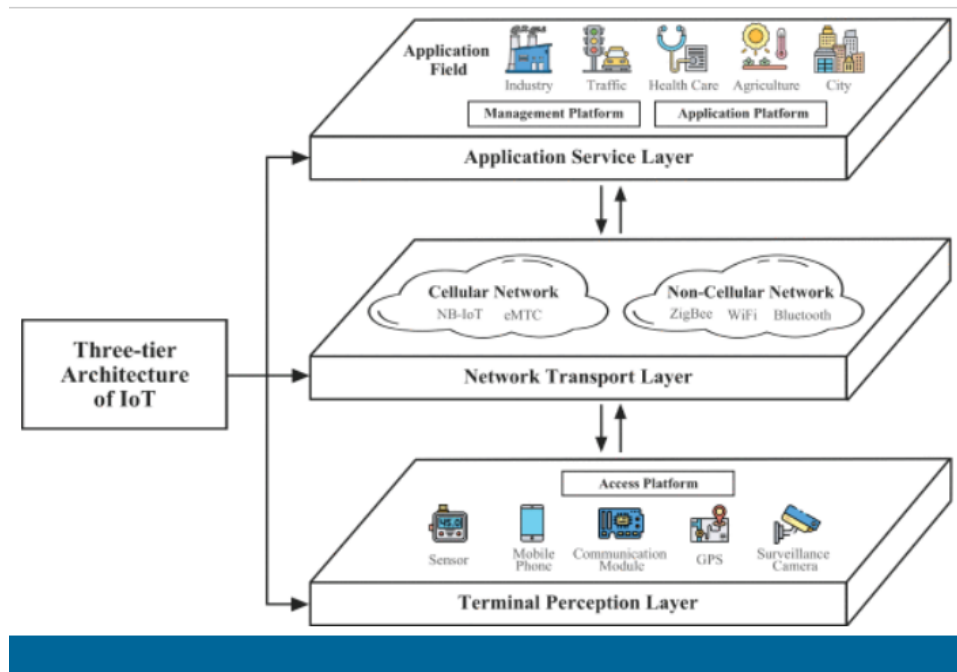 Application
Field
Industry Traffic Health Care Agriculture City
Management Platform Application Platform
Application Service Layer
Cellular Network
NB-IoT eMTC
Non-Cellular Network
ZigBee WiFi Bluetooth
Three-tier
Architecture
of IoT
Network Transport Layer
Access Platform
45.0
Sensor
Mobile
Phone
Communication
Module
GPS
Surveillance
Camera
Terminal Perception Layer